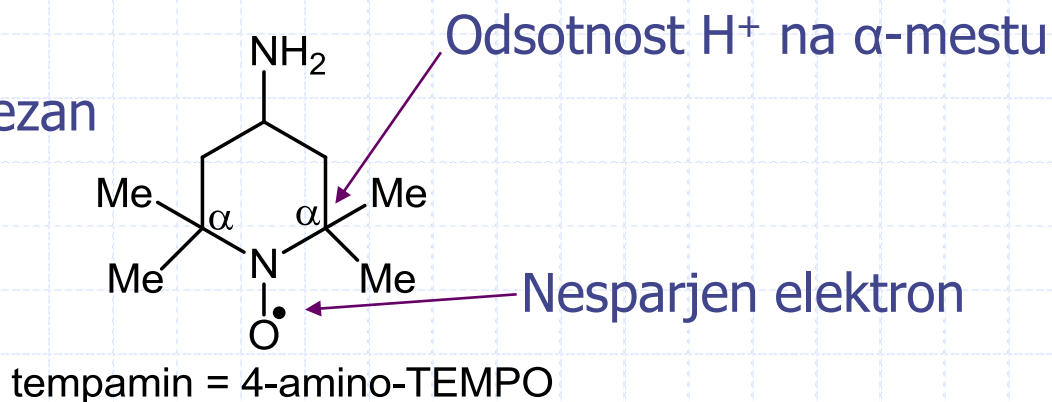 Odsotnost H⁺ na α-mestu
NH₂
ezan
Me Me
α α
Me N Me
Nesparjen elektron
O•
tempamin = 4-amino-TEMPO